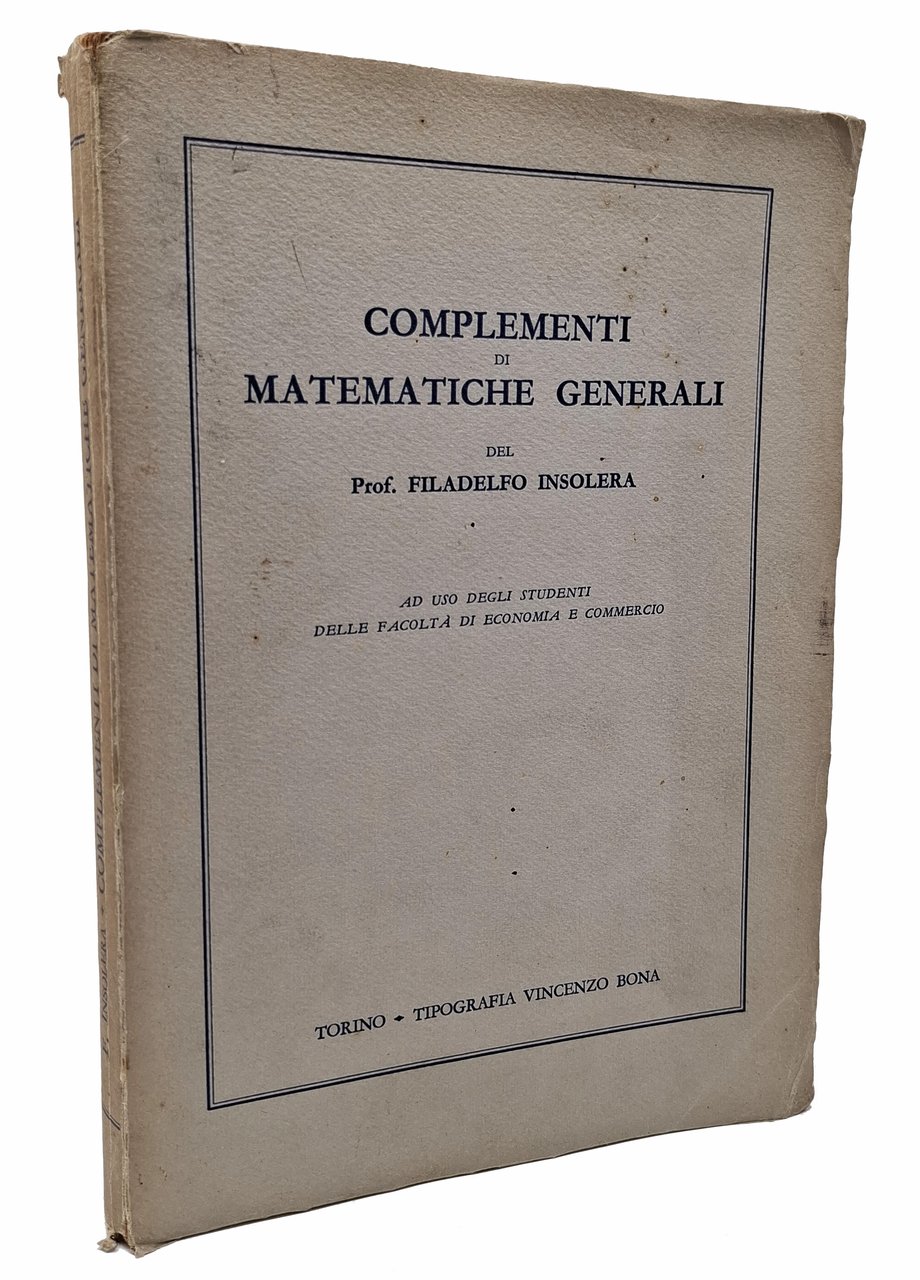 COMPLEMENTI
DI
MATEMATICHE GENERALI
DEL
Prof. FILADELFO INSOLERA
AD USO DEGLI STUDENTI
DELLE FACOLTÀ DI ECONOMIA E COMMERCIO
TORINO ◆ TIPOGRAFIA VINCENZO BONA
F. INSOLERA - COMPLEMENTI DI MATEMATICHE GENERALI